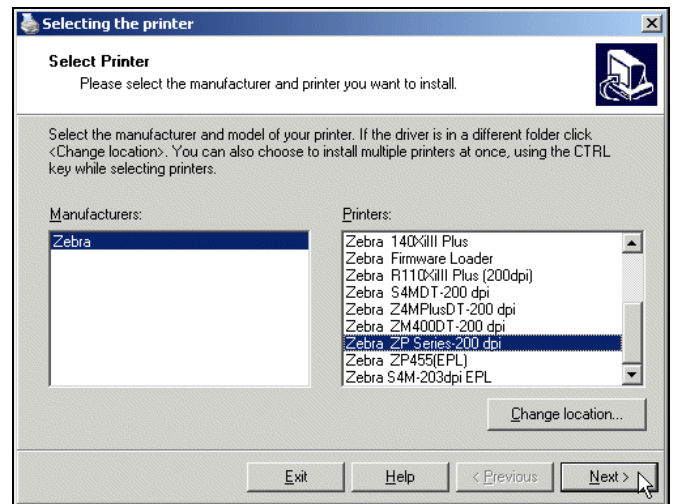 Selecting the printer
Select Printer
Please select the manufacturer and printer you want to install.
Select the manufacturer and model of your printer. If the driver is in a different folder click
<Change location>. You can also choose to install multiple printers at once, using the CTRL
key while selecting printers.
Manufacturers:
Zebra
Printers:
Zebra 140XiIII Plus
Zebra Firmware Loader
Zebra R110XiIII Plus (200dpi)
Zebra S4MDT-200 dpi
Zebra Z4MPlusDT-200 dpi
Zebra ZM400DT-200 dpi
Zebra ZP Series-200 dpi
Zebra ZP455(EPL)
Zebra S4M-203dpi EPL
Change location...
Exit
Help
< Previous
Next >